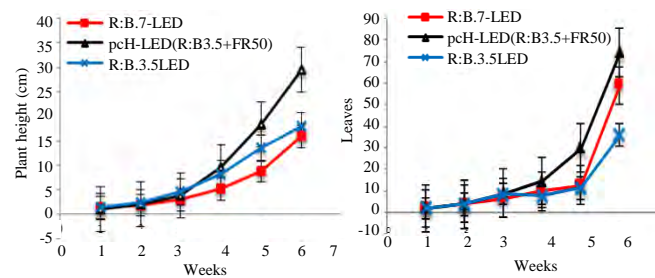 R:B.7-LED
pcH-LED(R:B3.5+FR50)
R:B.3.5LED
Plant height (cm)
40
35
30
25
20
15
10
5
0
-5
0 1 2 3 4 5 6 7
Weeks
R:B.7-LED
pcH-LED(R:B3.5+FR50)
R:B.3.5LED
Leaves
90
80
70
60
50
40
30
20
10
0
-10
0 1 2 3 4 5 6
Weeks